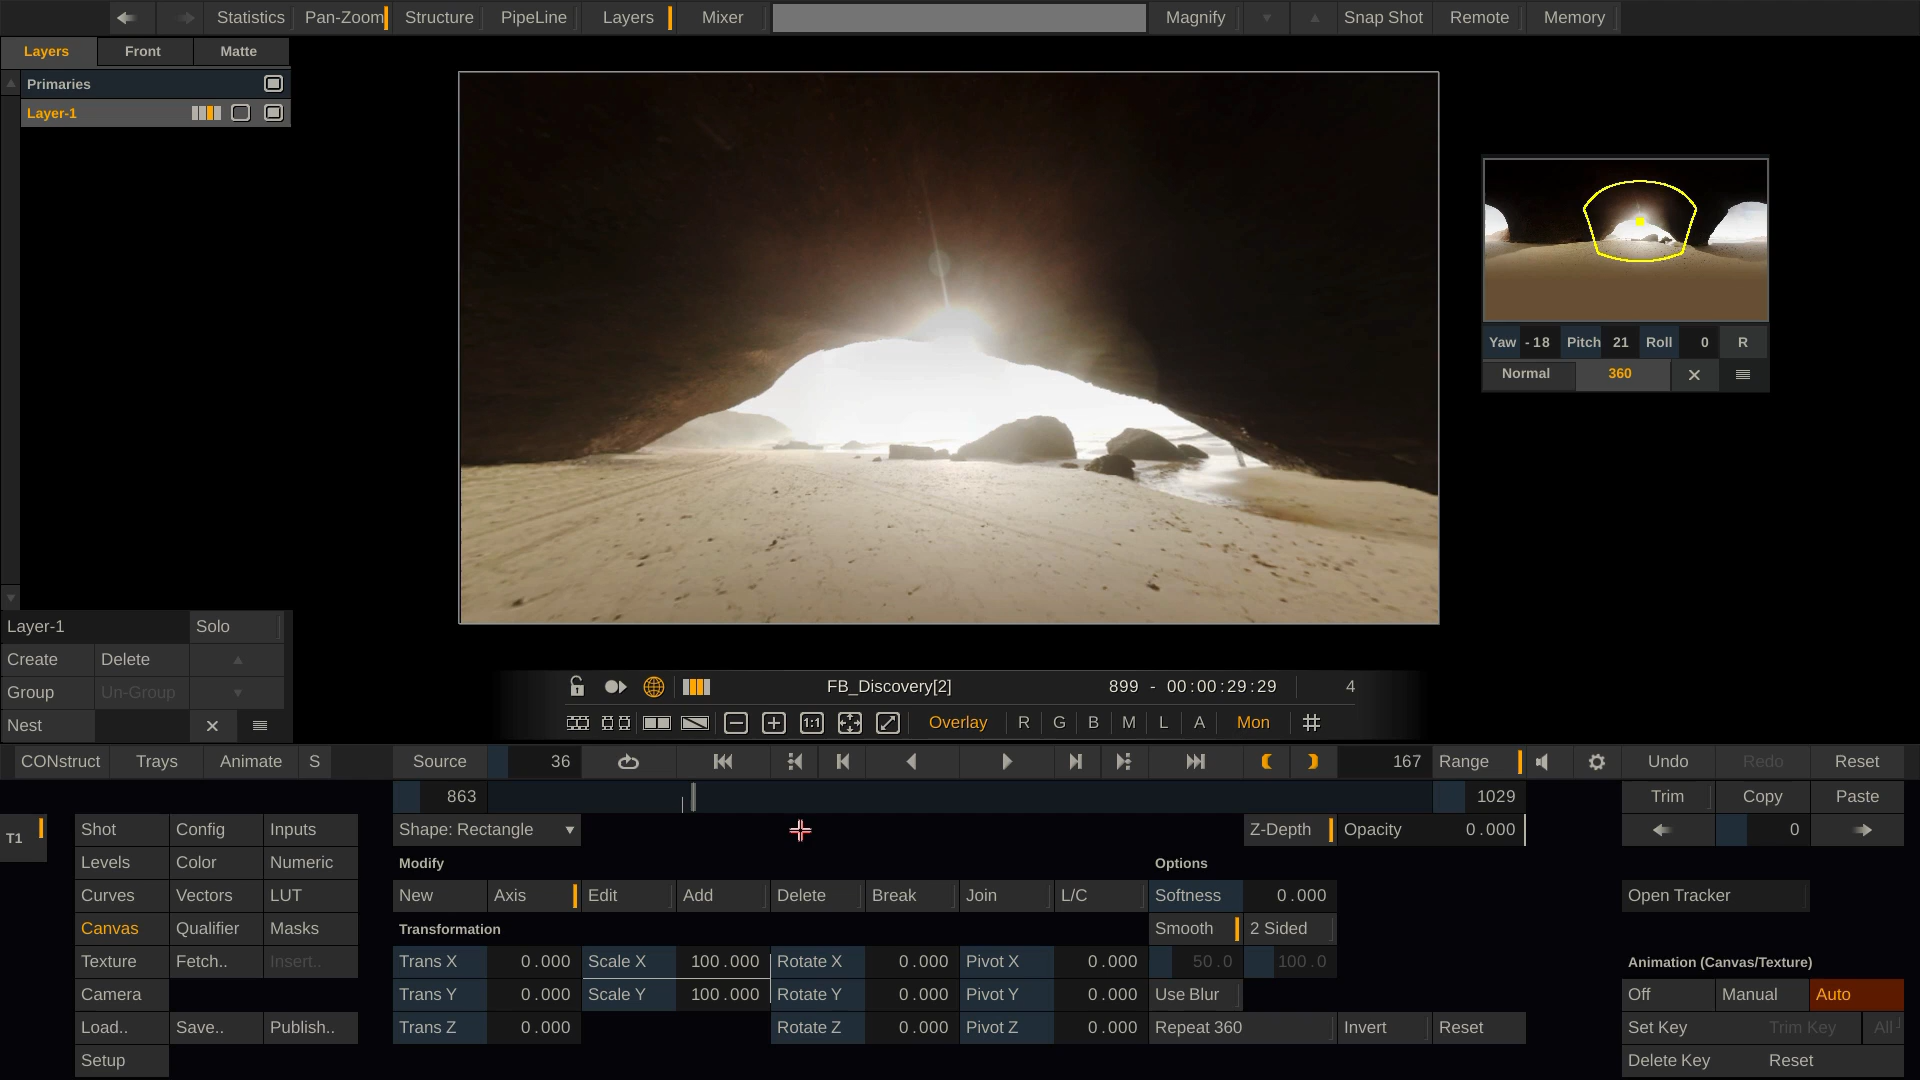 Statistics Pan-Zoom Structure PipeLine Layers Mixer Magnify Snap Shot Remote Memory
Layers Front Matte
Primaries
Layer-1
Yaw -18 Pitch 21 Roll 0 R
Normal 360
Layer-1 Solo
Create Delete
Group Un-Group
Nest
FB_Discovery[2] 899 - 00:00:29:29 4
1:1 Overlay R G B M L A Mon
CONstruct Trays Animate S Source 36 167 Range Undo Redo Reset
863 1029 Trim Copy Paste
T1 Shot Config Inputs Shape: Rectangle Z-Depth Opacity 0.000 0
Levels Color Numeric Modify Options
Curves Vectors LUT New Axis Edit Add Delete Break Join L/C Softness 0.000 Open Tracker
Canvas Qualifier Masks Transformation Smooth 2 Sided
Texture Fetch.. Insert.. Trans X 0.000 Scale X 100.000 Rotate X 0.000 Pivot X 0.000 50.0 100.0 Animation (Canvas/Texture)
Camera Trans Y 0.000 Scale Y 100.000 Rotate Y 0.000 Pivot Y 0.000 Use Blur Off Manual Auto
Load.. Save.. Publish.. Trans Z 0.000 Rotate Z 0.000 Pivot Z 0.000 Repeat 360 Invert Reset Set Key Trim Key All
Setup Delete Key Reset